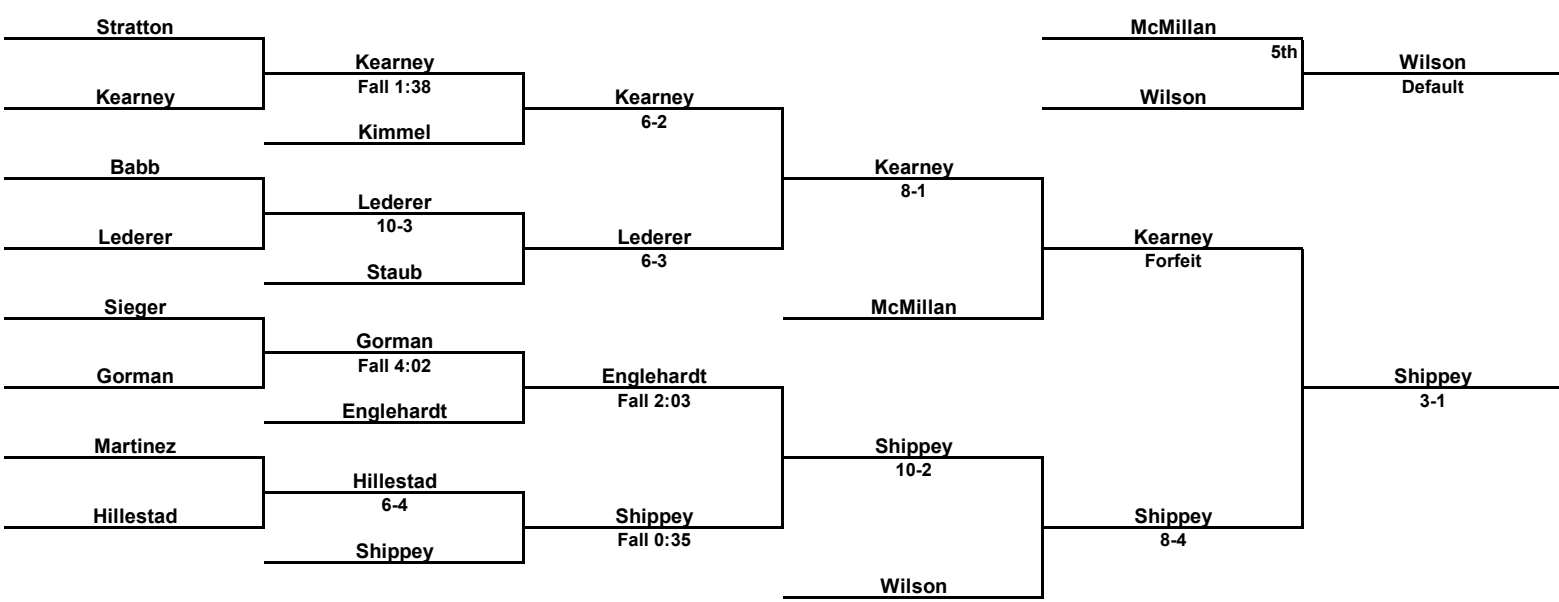 Stratton
McMillan
5th
Kearney
Fall 1:38
Wilson
Default
Kearney
Kearney
6-2
Wilson
Kimmel
Babb
Kearney
8-1
Lederer
10-3
Lederer
Lederer
6-3
Kearney
Forfeit
Staub
Sieger
McMillan
Gorman
Fall 4:02
Gorman
Englehardt
Fall 2:03
Shippey
3-1
Englehardt
Martinez
Shippey
10-2
Hillestad
6-4
Hillestad
Shippey
Fall 0:35
Shippey
8-4
Shippey
Wilson